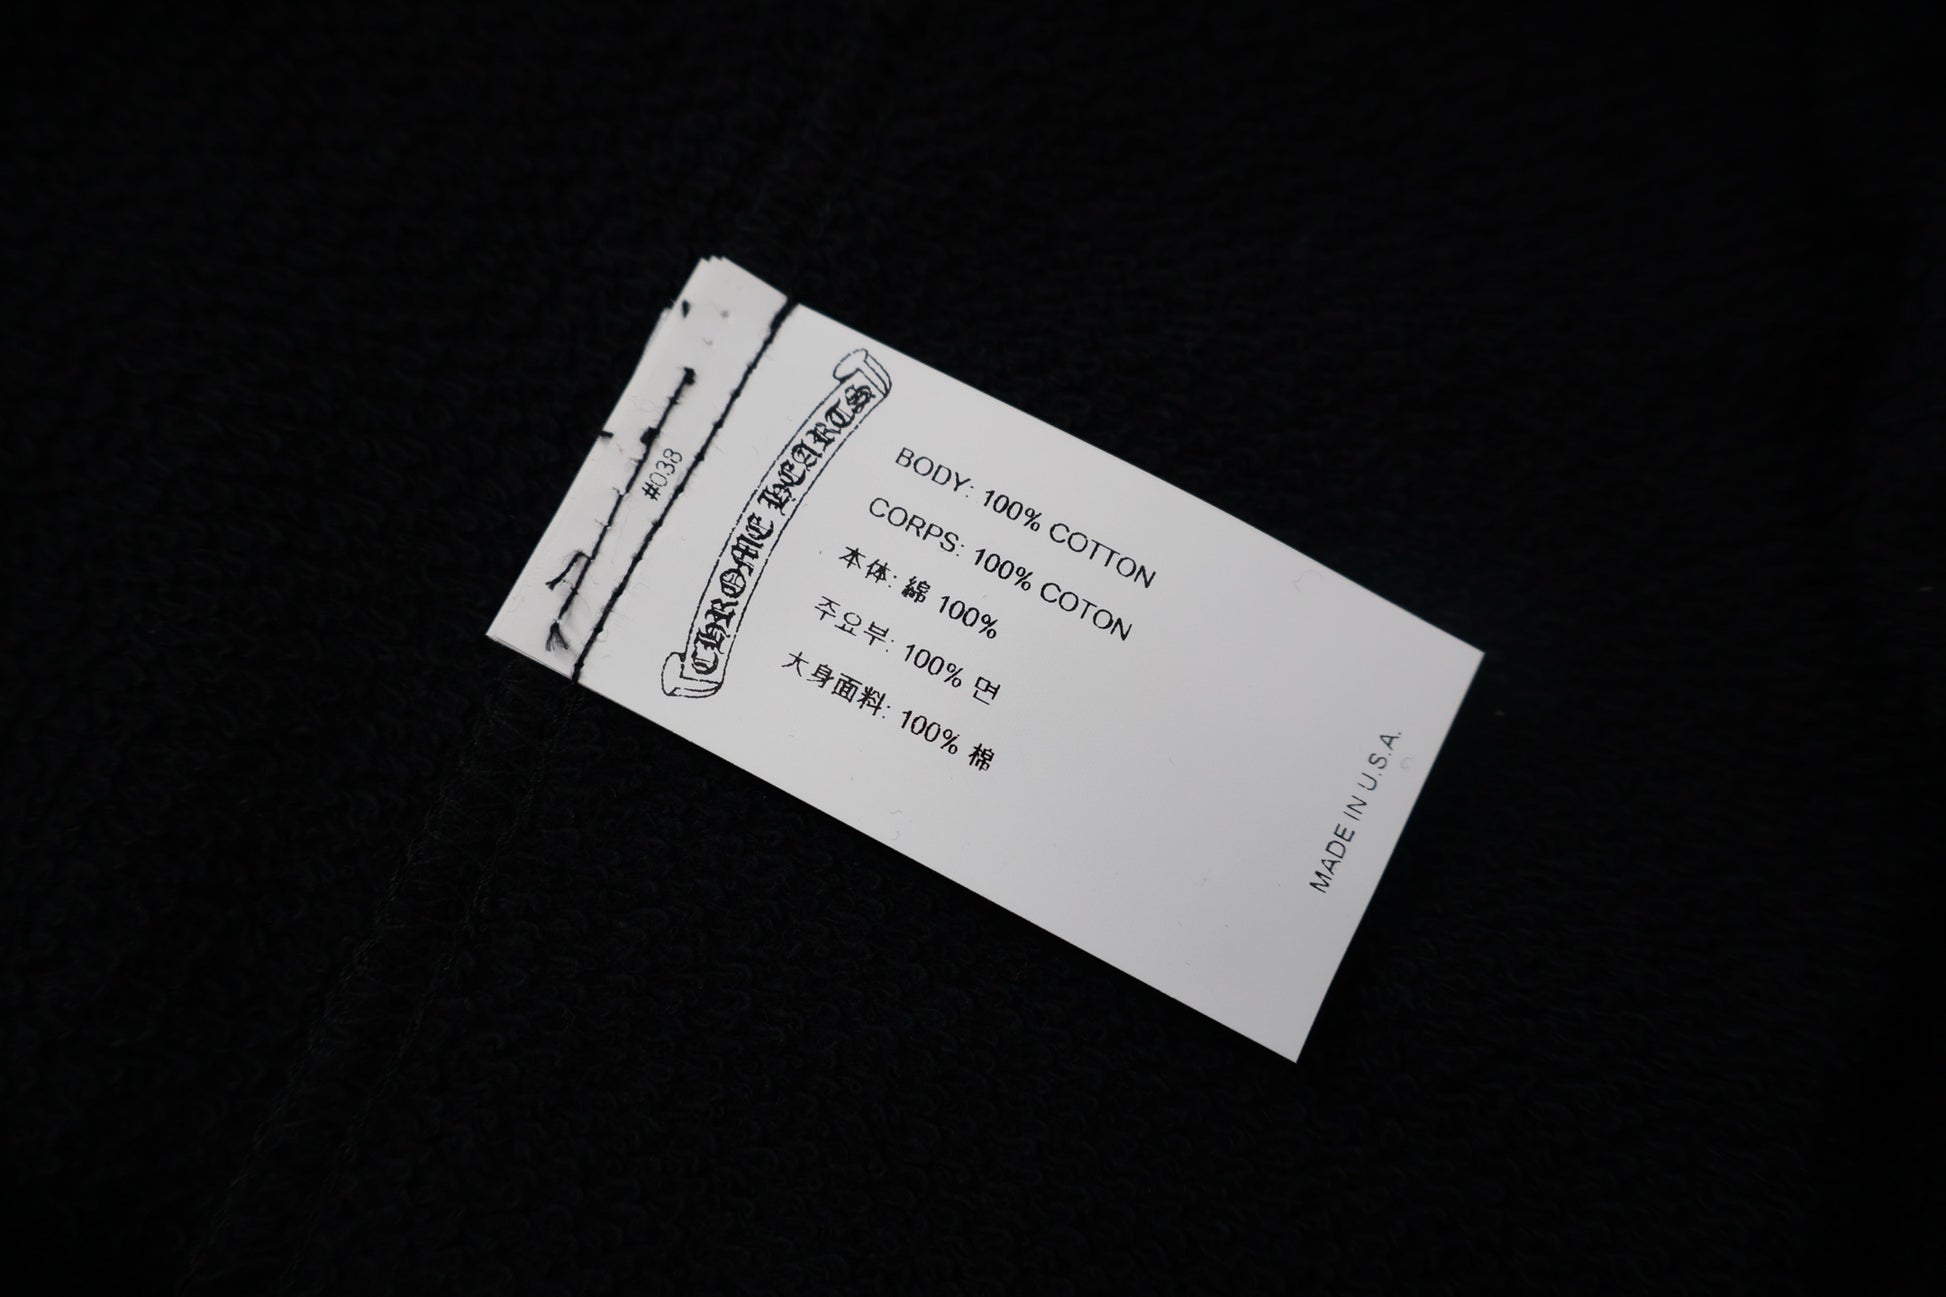 #038
CHROME HEARTS
BODY: 100% COTTON
CORPS: 100% COTON
本体: 綿 100%
주요부: 100% 면
大身面料: 100% 棉
MADE IN U.S.A.